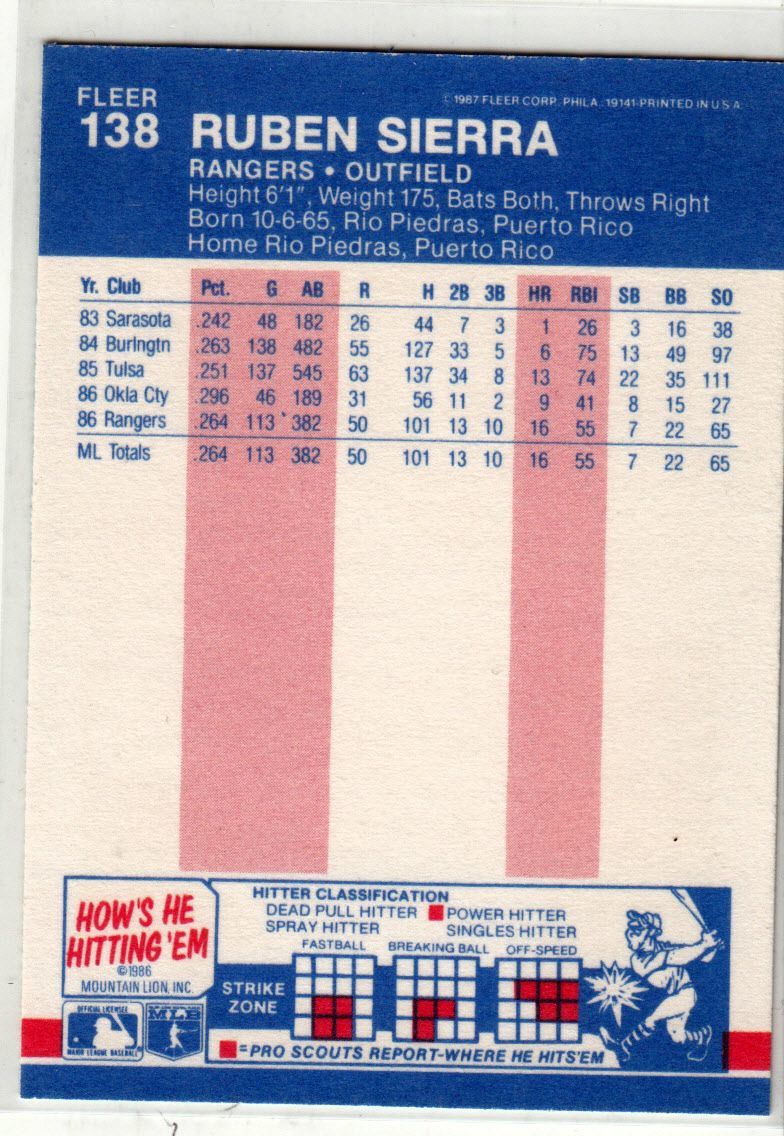 FLEER
138
© 1987 FLEER CORP. PHILA. 19141-PRINTED IN U S A
RUBEN SIERRA
RANGERS • OUTFIELD
Height 6'1", Weight 175, Bats Both, Throws Right
Born 10-6-65, Rio Piedras, Puerto Rico
Home Rio Piedras, Puerto Rico
Yr. Club Pct. G AB R H 2B 3B HR RBI SB BB SO
83 Sarasota .242 48 182 26 44 7 3 1 26 3 16 38
84 Burlngtn .263 138 482 55 127 33 5 6 75 13 49 97
85 Tulsa .251 137 545 63 137 34 8 13 74 22 35 111
86 Okla Cty .296 46 189 31 56 11 2 9 41 8 15 27
86 Rangers .264 113 382 50 101 13 10 16 55 7 22 65
ML Totals .264 113 382 50 101 13 10 16 55 7 22 65
HOW'S HE
HITTING 'EM
©1986
MOUNTAIN LION, INC.
OFFICIAL LICENSEE
MAJOR LEAGUE BASEBALL
HITTER CLASSIFICATION
DEAD PULL HITTER POWER HITTER
SPRAY HITTER SINGLES HITTER
FASTBALL BREAKING BALL OFF-SPEED
STRIKE
ZONE
=PRO SCOUTS REPORT-WHERE HE HITS'EM